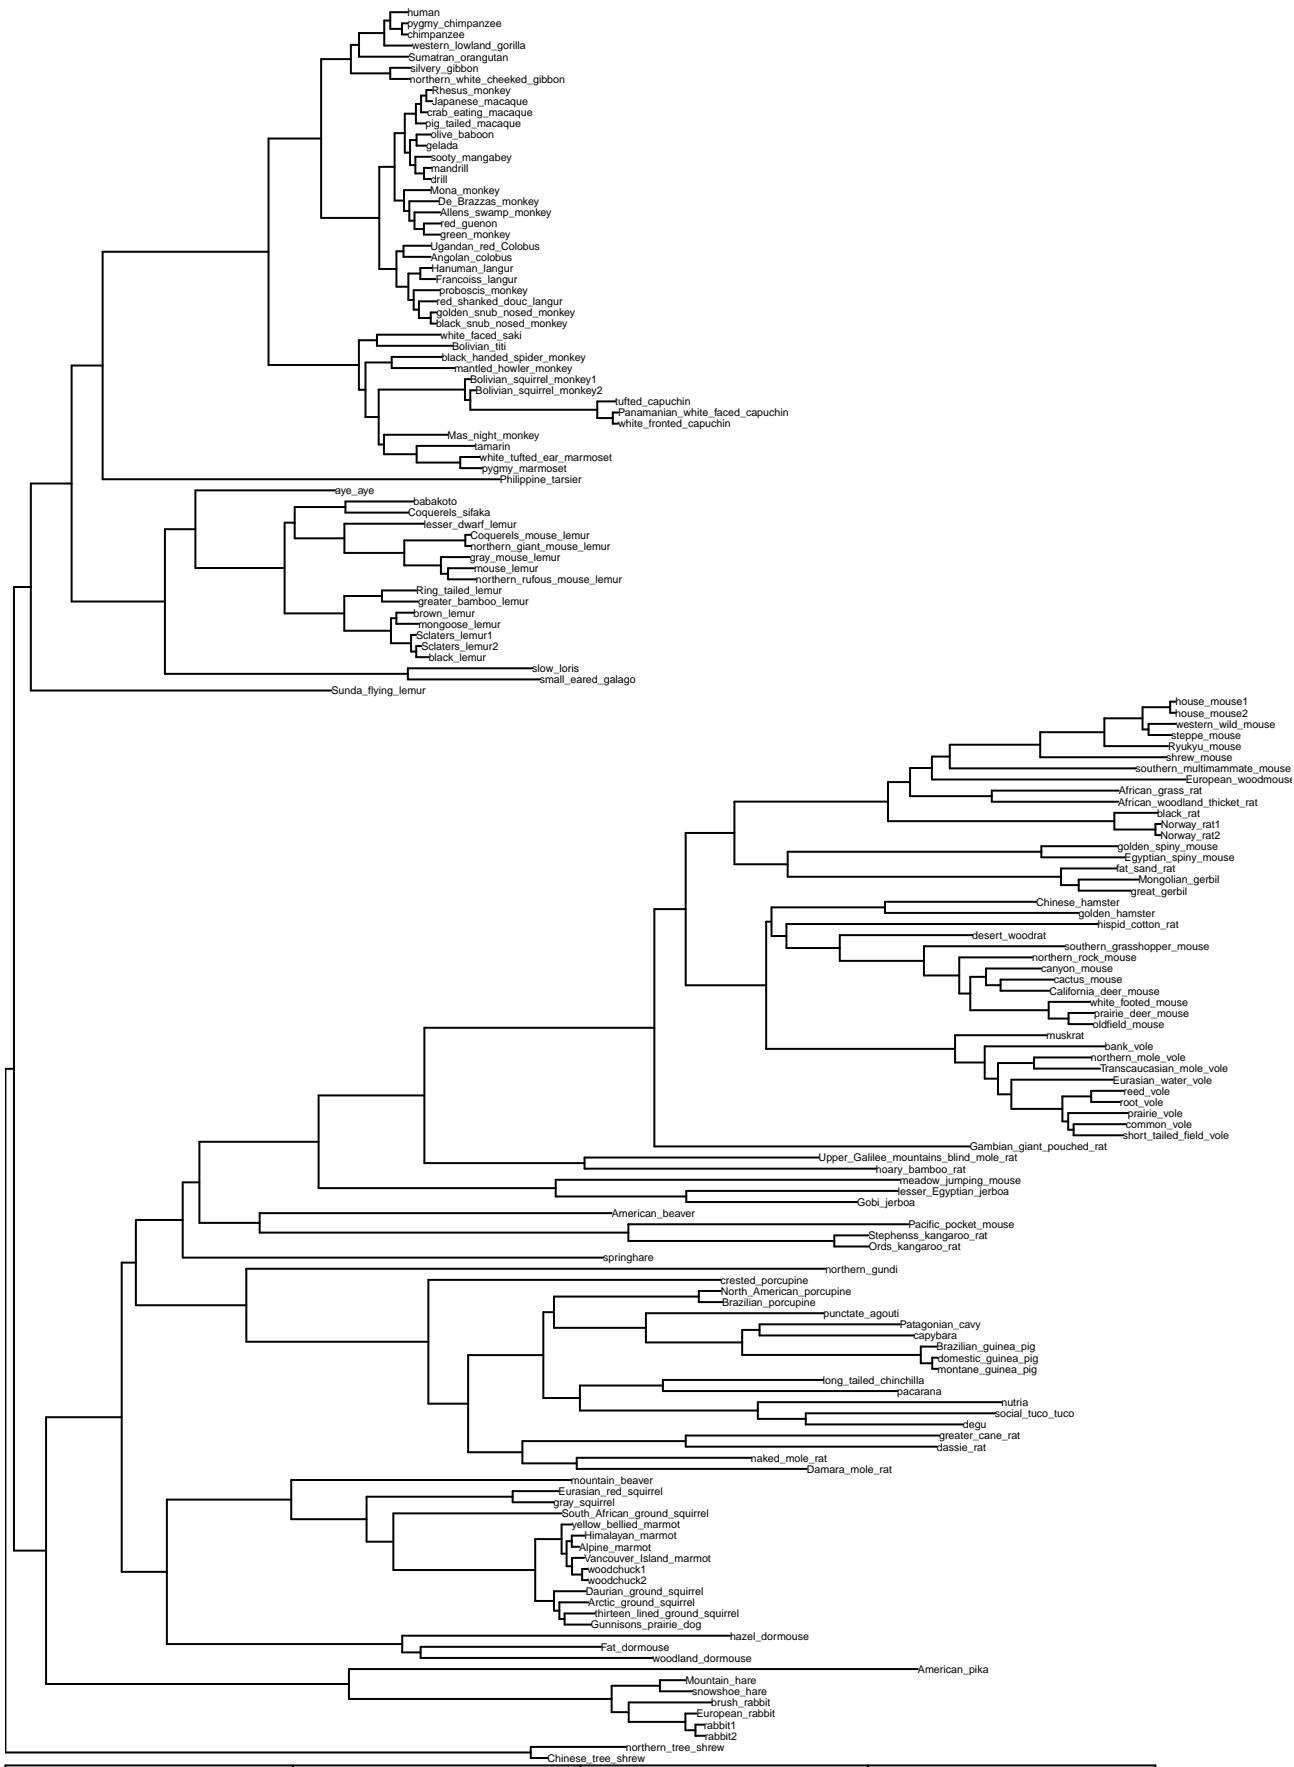 human
pygmy_chimpanzee
chimpanzee
western_lowland_gorilla
Sumatran_orangutan
silvery_gibbon
northern_white_cheeked_gibbon
Rhesus_monkey
Japanese_macaque
crab_eating_macaque
pig_tailed_macaque
olive_baboon
gelada
sooty_mangabey
mandrill
drill
Mona_monkey
De_Brazzas_monkey
Allens_swamp_monkey
red_guenon
green_monkey
Ugandan_red_Colobus
Angolan_colobus
Hanuman_langur
Francoiss_langur
proboscis_monkey
red_shanked_douc_langur
golden_snub_nosed_monkey
black_snub_nosed_monkey
white_faced_saki
Bolivian_titi
black_handed_spider_monkey
mantled_howler_monkey
Bolivian_squirrel_monkey1
Bolivian_squirrel_monkey2
tufted_capuchin
Panamanian_white_faced_capuchin
white_fronted_capuchin
Mas_night_monkey
tamarin
white_tufted_ear_marmoset
pygmy_marmoset
Philippine_tarsier
aye_aye
babakoto
Coquerels_sifaka
lesser_dwarf_lemur
Coquerels_mouse_lemur
northern_giant_mouse_lemur
gray_mouse_lemur
mouse_lemur
northern_rufous_mouse_lemur
Ring_tailed_lemur
greater_bamboo_lemur
brown_lemur
mongoose_lemur
Sclaters_lemur1
Sclaters_lemur2
black_lemur
slow_loris
small_eared_galago
Sunda_flying_lemur
house_mouse1
house_mouse2
western_wild_mouse
steppe_mouse
Ryukyu_mouse
shrew_mouse
southern_multimammate_mouse
European_woodmouse
African_grass_rat
African_woodland_thicket_rat
black_rat
Norway_rat1
Norway_rat2
golden_spiny_mouse
Egyptian_spiny_mouse
fat_sand_rat
Mongolian_gerbil
great_gerbil
Chinese_hamster
golden_hamster
hispid_cotton_rat
desert_woodrat
southern_grasshopper_mouse
northern_rock_mouse
canyon_mouse
cactus_mouse
California_deer_mouse
white_footed_mouse
prairie_deer_mouse
oldfield_mouse
muskrat
bank_vole
northern_mole_vole
Transcaucasian_mole_vole
Eurasian_water_vole
reed_vole
root_vole
prairie_vole
common_vole
short_tailed_field_vole
Gambian_giant_pouched_rat
Upper_Galilee_mountains_blind_mole_rat
hoary_bamboo_rat
meadow_jumping_mouse
lesser_Egyptian_jerboa
Gobi_jerboa
American_beaver
Pacific_pocket_mouse
Stephenss_kangaroo_rat
Ords_kangaroo_rat
springhare
northern_gundi
crested_porcupine
North_American_porcupine
Brazilian_porcupine
punctate_agouti
Patagonian_cavy
capybara
Brazilian_guinea_pig
domestic_guinea_pig
montane_guinea_pig
long_tailed_chinchilla
pacarana
nutria
social_tuco_tuco
degu
greater_cane_rat
dassie_rat
naked_mole_rat
Damara_mole_rat
mountain_beaver
Eurasian_red_squirrel
gray_squirrel
South_African_ground_squirrel
yellow_bellied_marmot
Himalayan_marmot
Alpine_marmot
Vancouver_Island_marmot
woodchuck1
woodchuck2
Daurian_ground_squirrel
Arctic_ground_squirrel
thirteen_lined_ground_squirrel
Gunnisons_prairie_dog
hazel_dormouse
Fat_dormouse
woodland_dormouse
American_pika
Mountain_hare
snowshoe_hare
brush_rabbit
European_rabbit
rabbit1
rabbit2
northern_tree_shrew
Chinese_tree_shrew